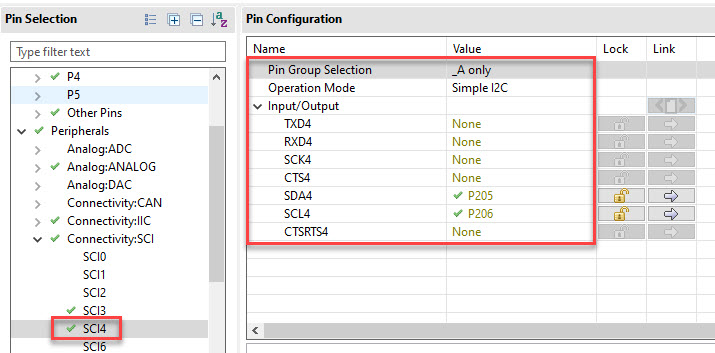 Pin Selection
Type filter text
P4
P5
Other Pins
Peripherals
Analog:ADC
Analog:ANALOG
Analog:DAC
Connectivity:CAN
Connectivity:IIC
Connectivity:SCI
SCI0
SCI1
SCI2
SCI3
SCI4
SCI6
Pin Configuration
Name Value Lock Link
Pin Group Selection _A only
Operation Mode Simple I2C
Input/Output
TXD4 None
RXD4 None
SCK4 None
CTS4 None
SDA4 P205
SCL4 P206
CTSRTS4 None